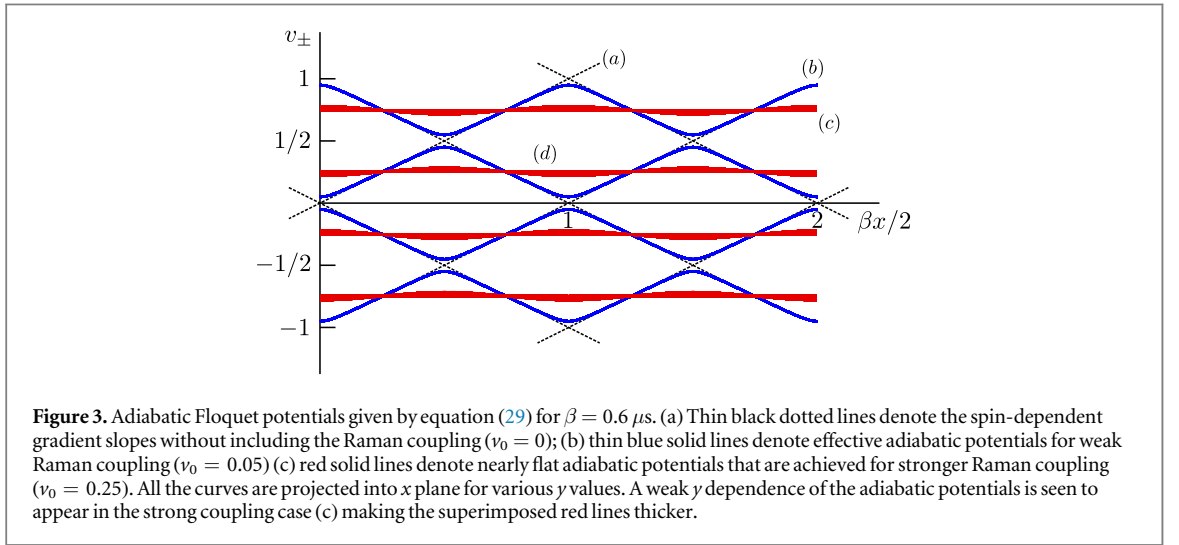 v±
(a)
(b)
1
(c)
1/2
(d)
1
2
βx/2
−1/2
−1
Figure 3. Adiabatic Floquet potentials given by equation (29) for β = 0.6 μs. (a) Thin black dotted lines denote the spin-dependent
gradient slopes without including the Raman coupling (v₀ = 0); (b) thin blue solid lines denote effective adiabatic potentials for weak
Raman coupling (v₀ = 0.05) (c) red solid lines denote nearly flat adiabatic potentials that are achieved for stronger Raman coupling
(v₀ = 0.25). All the curves are projected into x plane for various y values. A weak y dependence of the adiabatic potentials is seen to
appear in the strong coupling case (c) making the superimposed red lines thicker.